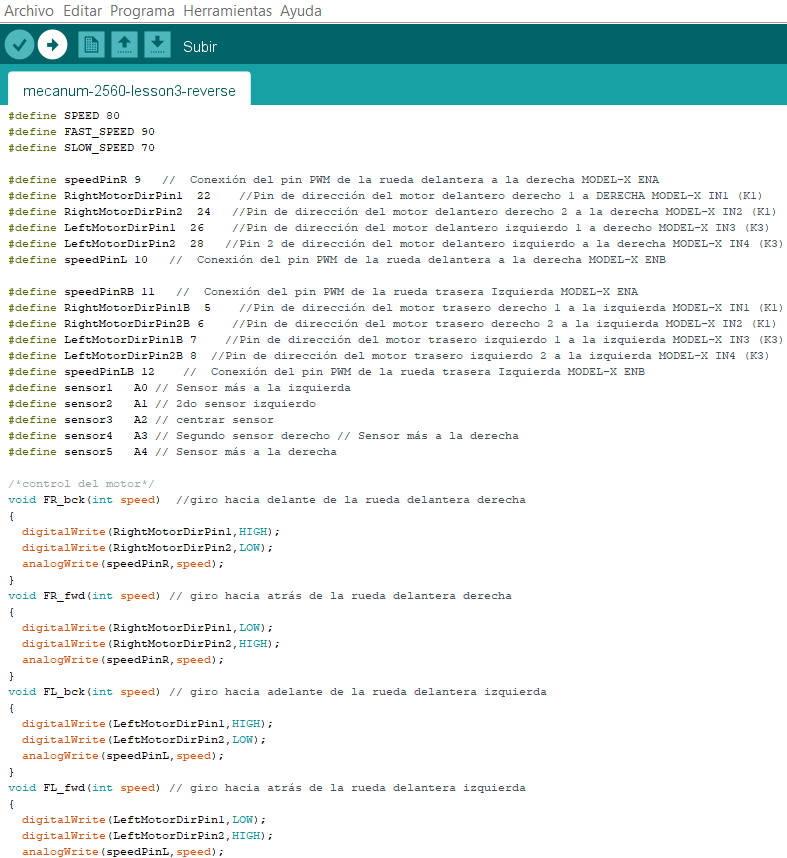 Archivo Editar Programa Herramientas Ayuda
Subir
mecanum-2560-lesson3-reverse
#define SPEED 80
#define FAST_SPEED 90
#define SLOW_SPEED 70
#define speedPinR 9   //  Conexión del pin PWM de la rueda delantera a la derecha MODEL-X ENA
#define RightMotorDirPin1  22    //Pin de dirección del motor delantero derecho 1 a DERECHA MODEL-X IN1 (K1)
#define RightMotorDirPin2  24   //Pin de dirección del motor delantero derecho 2 a la derecha MODEL-X IN2 (K1)
#define LeftMotorDirPin1  26    //Pin de dirección del motor delantero izquierdo 1 a derecho MODEL-X IN3 (K3)
#define LeftMotorDirPin2  28   //Pin 2 de dirección del motor delantero izquierdo a la derecha MODEL-X IN4 (K3)
#define speedPinL 10   //  Conexión del pin PWM de la rueda delantera a la derecha MODEL-X ENB
#define speedPinRB 11   //  Conexión del pin PWM de la rueda trasera Izquierda MODEL-X ENA
#define RightMotorDirPin1B  5    //Pin de dirección del motor trasero derecho 1 a la izquierda MODEL-X IN1 (K1)
#define RightMotorDirPin2B 6    //Pin de dirección del motor trasero derecho 2 a la izquierda MODEL-X IN2 (K1)
#define LeftMotorDirPin1B 7    //Pin de dirección del motor trasero izquierdo 1 a la izquierda MODEL-X IN3 (K3)
#define LeftMotorDirPin2B 8  //Pin de dirección del motor trasero izquierdo 2 a la izquierda MODEL-X IN4 (K3)
#define speedPinLB 12    //  Conexión del pin PWM de la rueda trasera Izquierda MODEL-X ENB
#define sensor1   A0 // Sensor más a la izquierda
#define sensor2   A1 // 2do sensor izquierdo
#define sensor3   A2 // centrar sensor
#define sensor4   A3 // Segundo sensor derecho // Sensor más a la derecha
#define sensor5   A4 // Sensor más a la derecha
/*control del motor*/
void FR_bck(int speed)  //giro hacia delante de la rueda delantera derecha
{
  digitalWrite(RightMotorDirPin1,HIGH);
  digitalWrite(RightMotorDirPin2,LOW);
  analogWrite(speedPinR,speed);
}
void FR_fwd(int speed) // giro hacia atrás de la rueda delantera derecha
{
  digitalWrite(RightMotorDirPin1,LOW);
  digitalWrite(RightMotorDirPin2,HIGH);
  analogWrite(speedPinR,speed);
}
void FL_bck(int speed) // giro hacia adelante de la rueda delantera izquierda
{
  digitalWrite(LeftMotorDirPin1,HIGH);
  digitalWrite(LeftMotorDirPin2,LOW);
  analogWrite(speedPinL,speed);
}
void FL_fwd(int speed) // giro hacia atrás de la rueda delantera izquierda
{
  digitalWrite(LeftMotorDirPin1,LOW);
  digitalWrite(LeftMotorDirPin2,HIGH);
  analogWrite(speedPinL,speed);